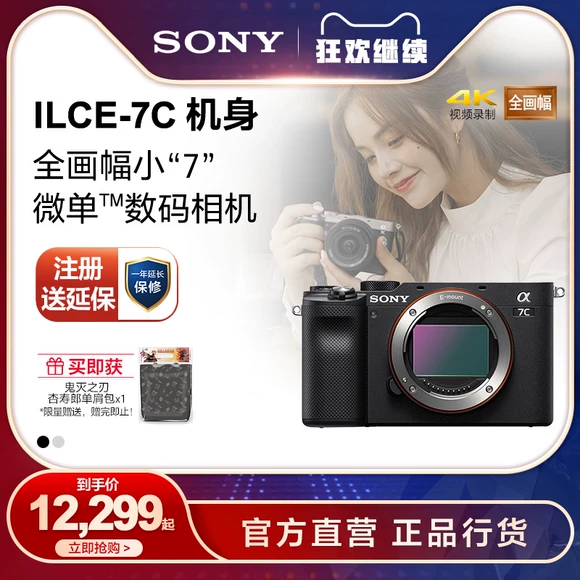 SONY
狂欢继续
ILCE-7C 机身
4K
视频录制
全画幅
全画幅小“7”
微单™数码相机
注册
送延保
一年延长
保修
SONY
E-mount
α
7C
买即获
鬼灭之刃
杏寿郎单肩包x1
*限量赠送，赠完即止!
到手价
12,299起
立即抢购>
官方直营 正品行货